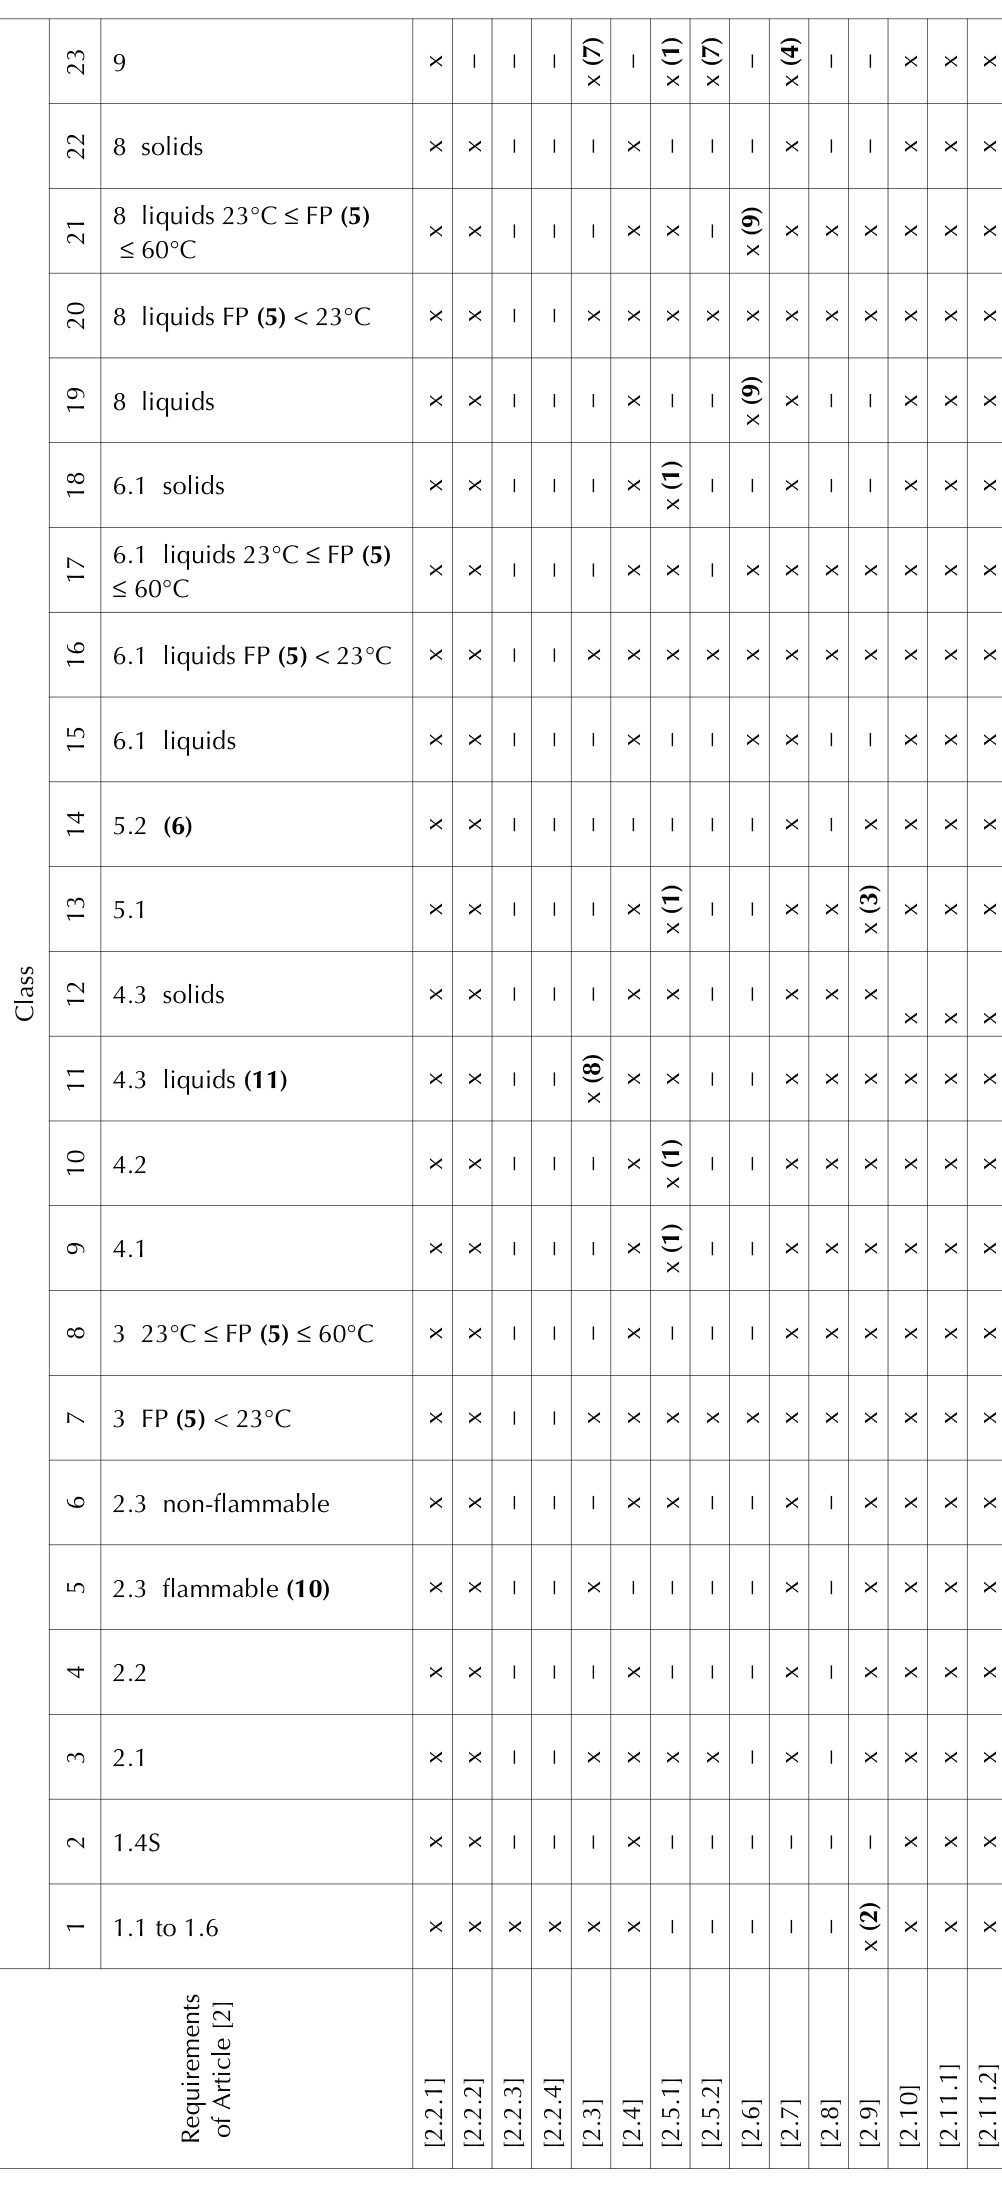 Class
Requirements
of Article [2]
1 2 3 4 5 6 7 8 9 10 11 12 13 14 15 16 17 18 19 20 21 22 23
1.1 to 1.6
1.4S
2.1
2.2
2.3 flammable (10)
2.3 non-flammable
3 FP (5) < 23°C
3 23°C ≤ FP (5) ≤ 60°C
4.1
4.2
4.3 liquids (11)
4.3 solids
5.1
5.2 (6)
6.1 liquids
6.1 liquids FP (5) < 23°C
6.1 liquids 23°C ≤ FP (5)
≤ 60°C
6.1 solids
8 liquids
8 liquids FP (5) < 23°C
8 liquids 23°C ≤ FP (5)
≤ 60°C
8 solids
9
[2.2.1] x x x x x x x x x x x x x x x x x x x x x x x
[2.2.2] x x x x x x x x x x x x x x x x x x x x x x –
[2.2.3] x – – – – – – – – – – – – – – – – – – – – – –
[2.2.4] x – – – – – – – – – – – – – – – – – – – – – –
[2.3] x – x – x – x – – – x (8) – – – – x – – – x – – x (7)
[2.4] x x x x – x x x x x x x x – x x x x x x x x –
[2.5.1] – – x – – x x – x (1) x (1) x x x (1) – – x x x (1) – x x – x (1)
[2.5.2] – – x – – – x – – – – – – – – x – – – x – – x (7)
[2.6] – – – – – – x – – – – – – – x x x – x (9) x x (9) – –
[2.7] – – x x x x x x x x x x x x x x x x x x x x x (4)
[2.8] – – – – – – x x x x x x x – – x x – – x x – –
[2.9] x (2) – x x x x x x x x x x x (3) x – x x – – x x – –
[2.10] x x x x x x x x x x x x x x x x x x x x x x x
[2.11.1] x x x x x x x x x x x x x x x x x x x x x x x
[2.11.2] x x x x x x x x x x x x x x x x x x x x x x x